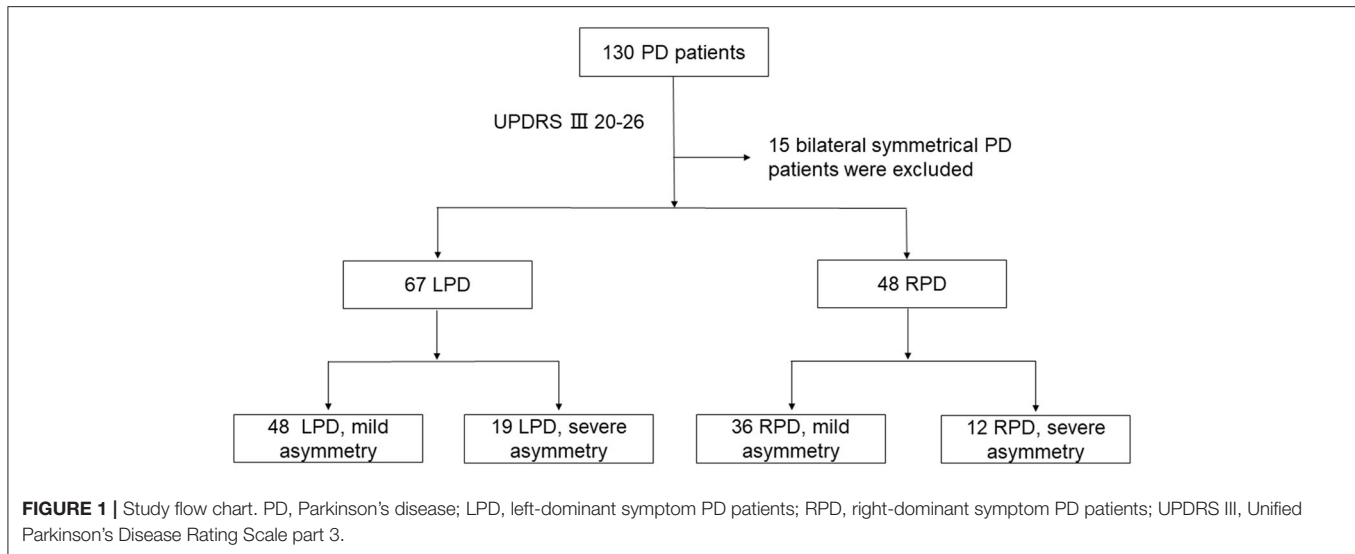 130 PD patients
UPDRS Ⅲ 20-26
15 bilateral symmetrical PD
patients were excluded
67 LPD
48 RPD
48 LPD, mild
asymmetry
19 LPD, severe
asymmetry
36 RPD, mild
asymmetry
12 RPD, severe
asymmetry
FIGURE 1 | Study flow chart. PD, Parkinson's disease; LPD, left-dominant symptom PD patients; RPD, right-dominant symptom PD patients; UPDRS III, Unified
Parkinson's Disease Rating Scale part 3.